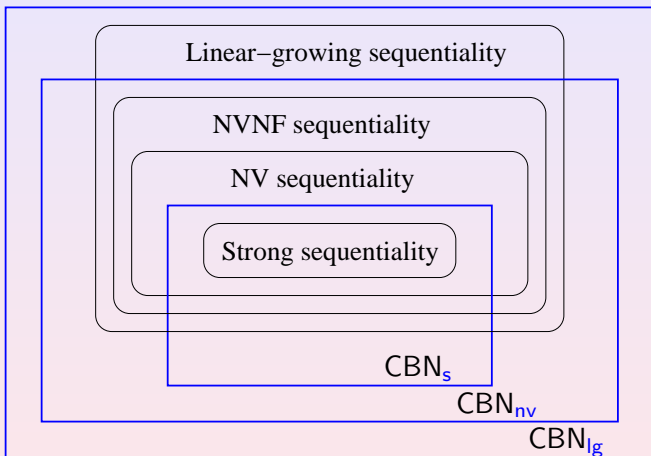 Linear−growing sequentiality
NVNF sequentiality
NV sequentiality
Strong sequentiality
CBNs
CBNnv
CBNlg